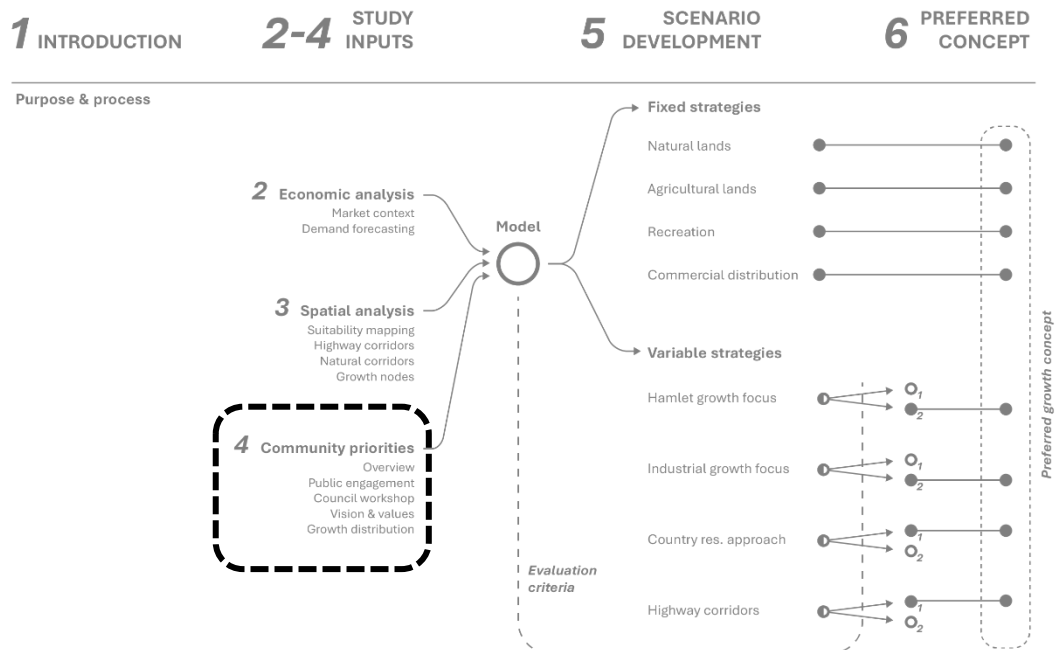 1 INTRODUCTION
2-4 STUDY
INPUTS
5 SCENARIO
DEVELOPMENT
6 PREFERRED
CONCEPT
Purpose & process
2 Economic analysis
Market context
Demand forecasting
3 Spatial analysis
Suitability mapping
Highway corridors
Natural corridors
Growth nodes
4 Community priorities
Overview
Public engagement
Council workshop
Vision & values
Growth distribution
Model
Evaluation
criteria
Fixed strategies
Natural lands
Agricultural lands
Recreation
Commercial distribution
Variable strategies
Hamlet growth focus
1
2
Industrial growth focus
1
2
Country res. approach
1
2
Highway corridors
1
2
Preferred growth concept